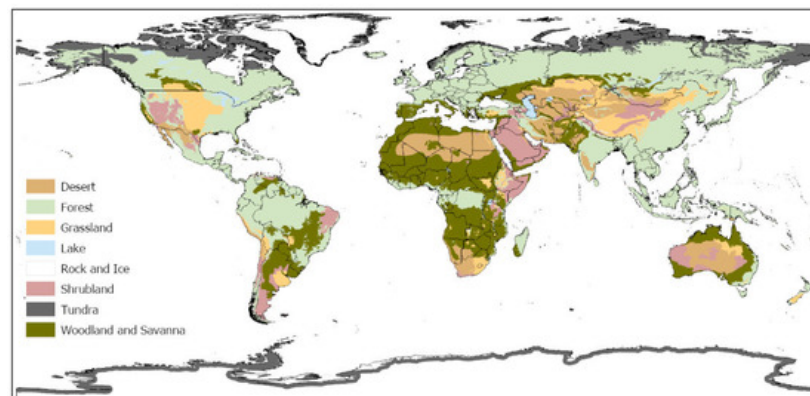 Desert
Forest
Grassland
Lake
Rock and Ice
Shrubland
Tundra
Woodland and Savanna